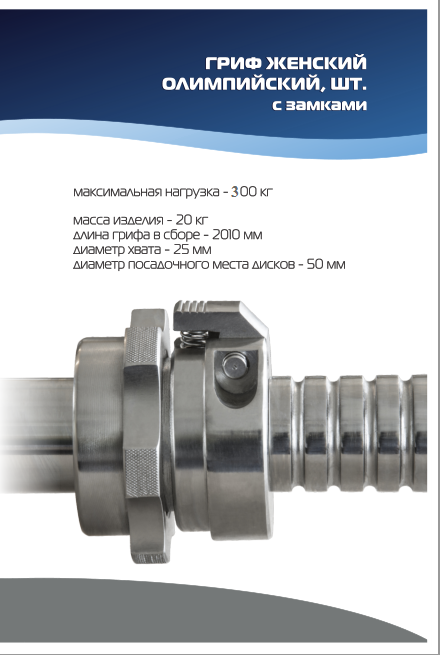 ГРИФ ЖЕНСКИЙ
ОЛИМПИЙСКИЙ, ШТ.
с замками
максимальная нагрузка - 300 кг
масса изделия - 20 кг
длина грифа в сборе - 2010 мм
диаметр хвата - 25 мм
диаметр посадочного места дисков - 50 мм